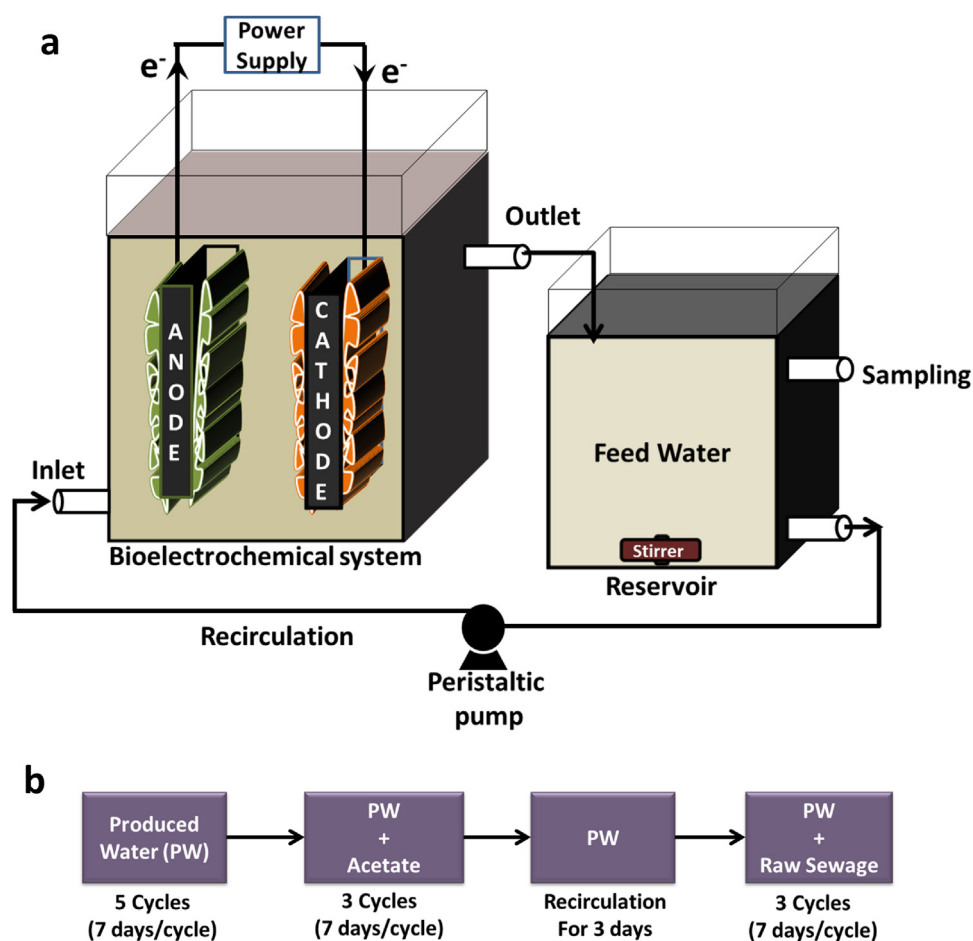 a
Power
Supply
e-
e-
Outlet
ANODE
CATHODE
Sampling
Feed Water
Inlet
Stirrer
Bioelectrochemical system
Reservoir
Recirculation
Peristaltic
pump
b
Produced
Water (PW)
PW
+
Acetate
PW
PW
+
Raw Sewage
5 Cycles
(7 days/cycle)
3 Cycles
(7 days/cycle)
Recirculation
For 3 days
3 Cycles
(7 days/cycle)